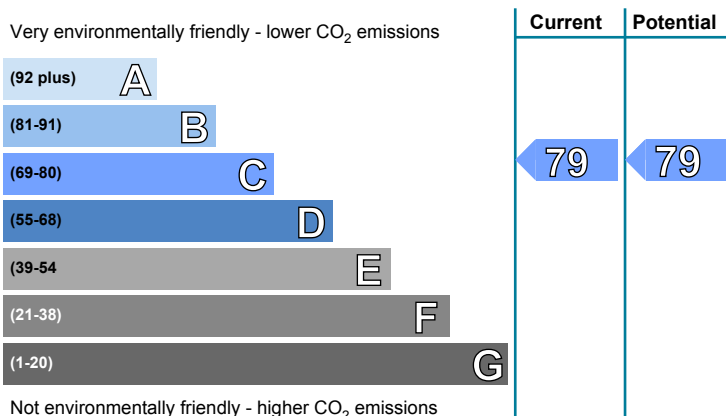 Current Potential
Very environmentally friendly - lower CO2 emissions
(92 plus) A
(81-91) B
(69-80) C 79 79
(55-68) D
(39-54 E
(21-38) F
(1-20) G
Not environmentally friendly - higher CO2 emissions